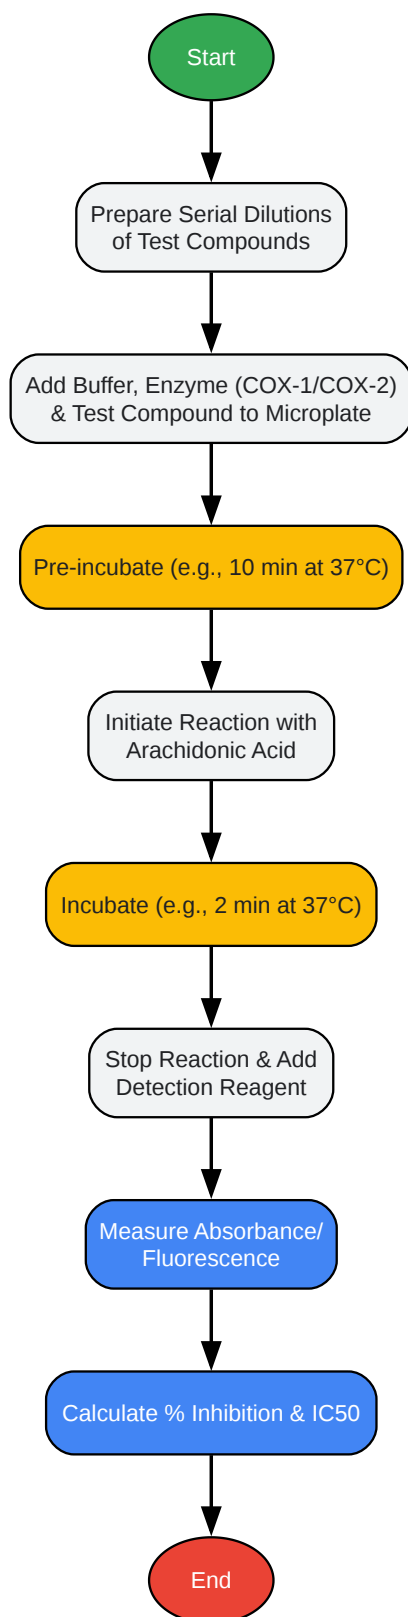 Start
Prepare Serial Dilutions
of Test Compounds
Add Buffer, Enzyme (COX-1/COX-2)
& Test Compound to Microplate
Pre-incubate (e.g., 10 min at 37°C)
Initiate Reaction with
Arachidonic Acid
Incubate (e.g., 2 min at 37°C)
Stop Reaction & Add
Detection Reagent
Measure Absorbance/
Fluorescence
Calculate % Inhibition & IC50
End